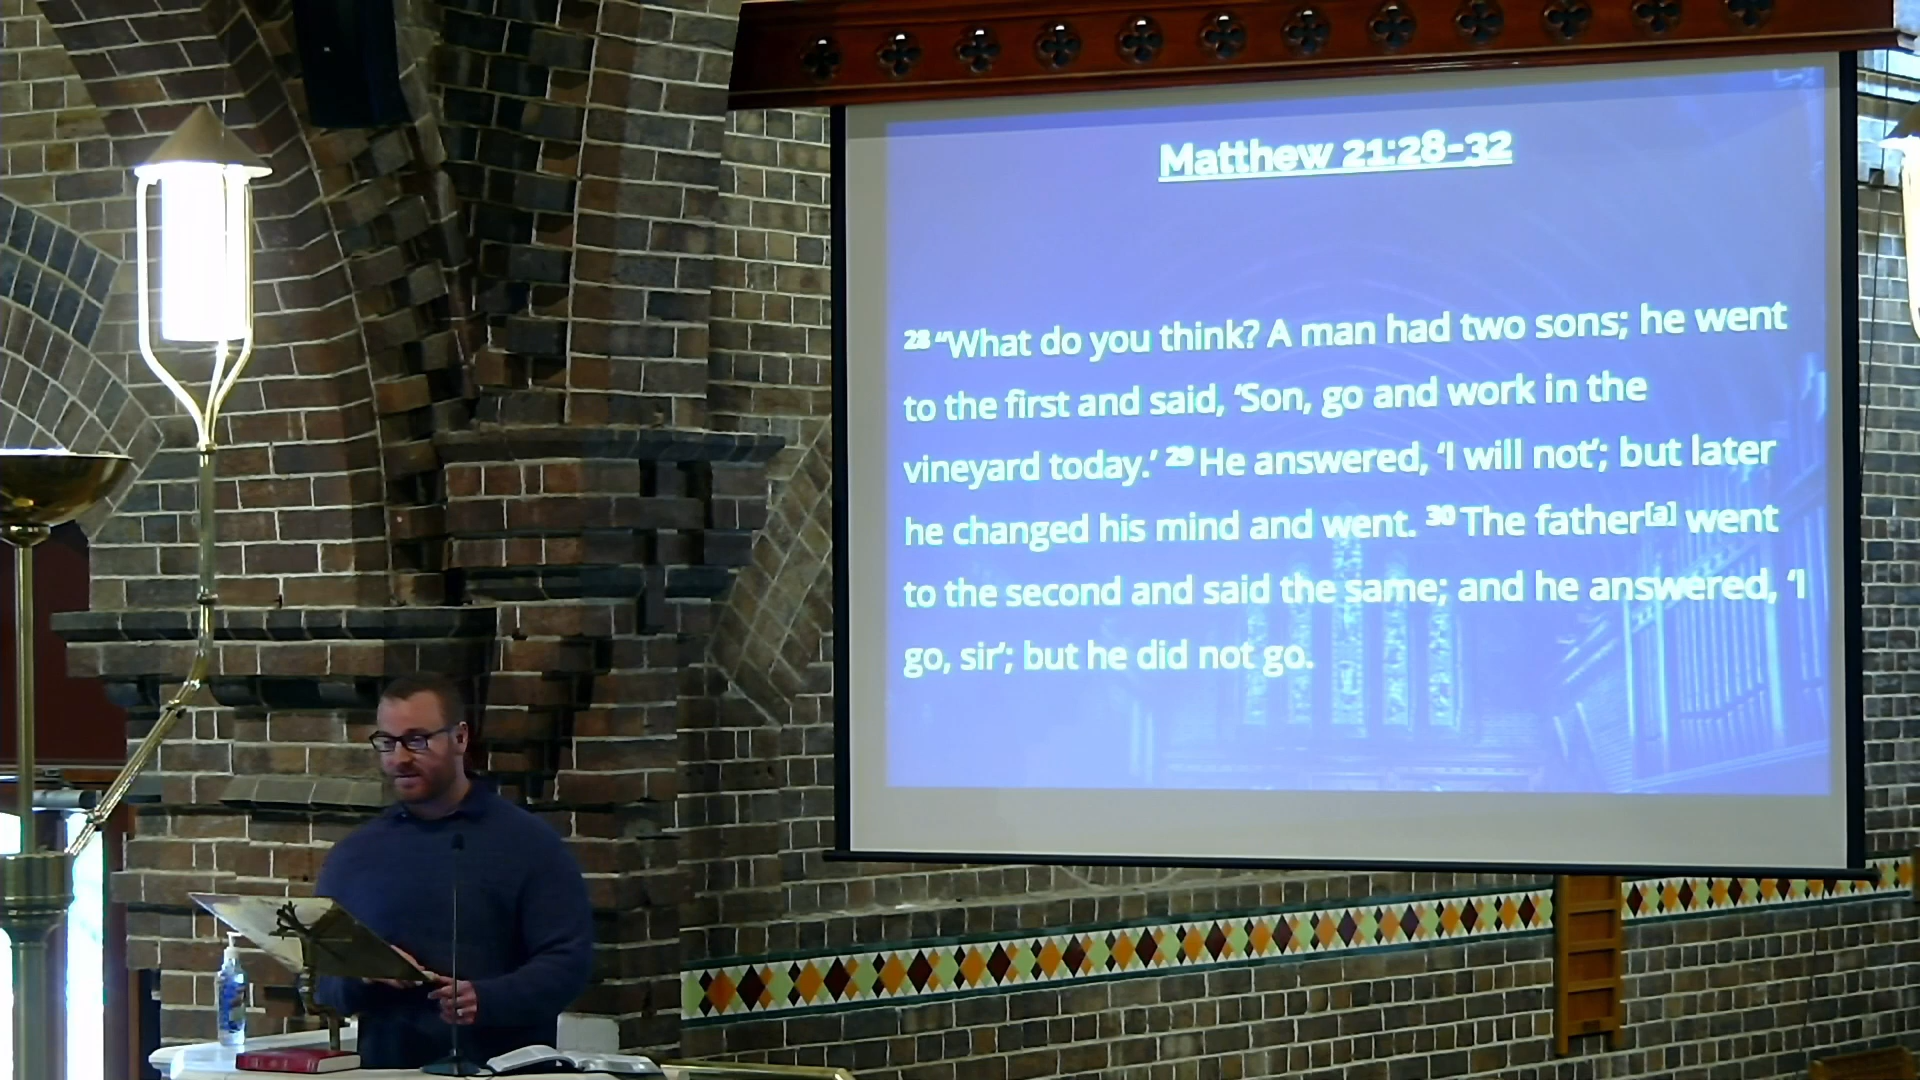 Matthew 21:28-32
28 “What do you think? A man had two sons; he went
to the first and said, ‘Son, go and work in the
vineyard today.’ 29 He answered, ‘I will not’; but later
he changed his mind and went. 30 The father[a] went
to the second and said the same; and he answered, ‘I
go, sir’; but he did not go.